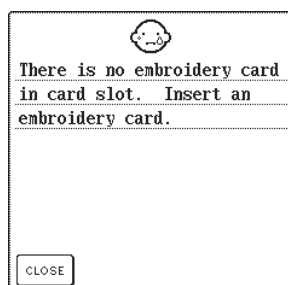 There is no embroidery card
in card slot.  Insert an
embroidery card.
CLOSE